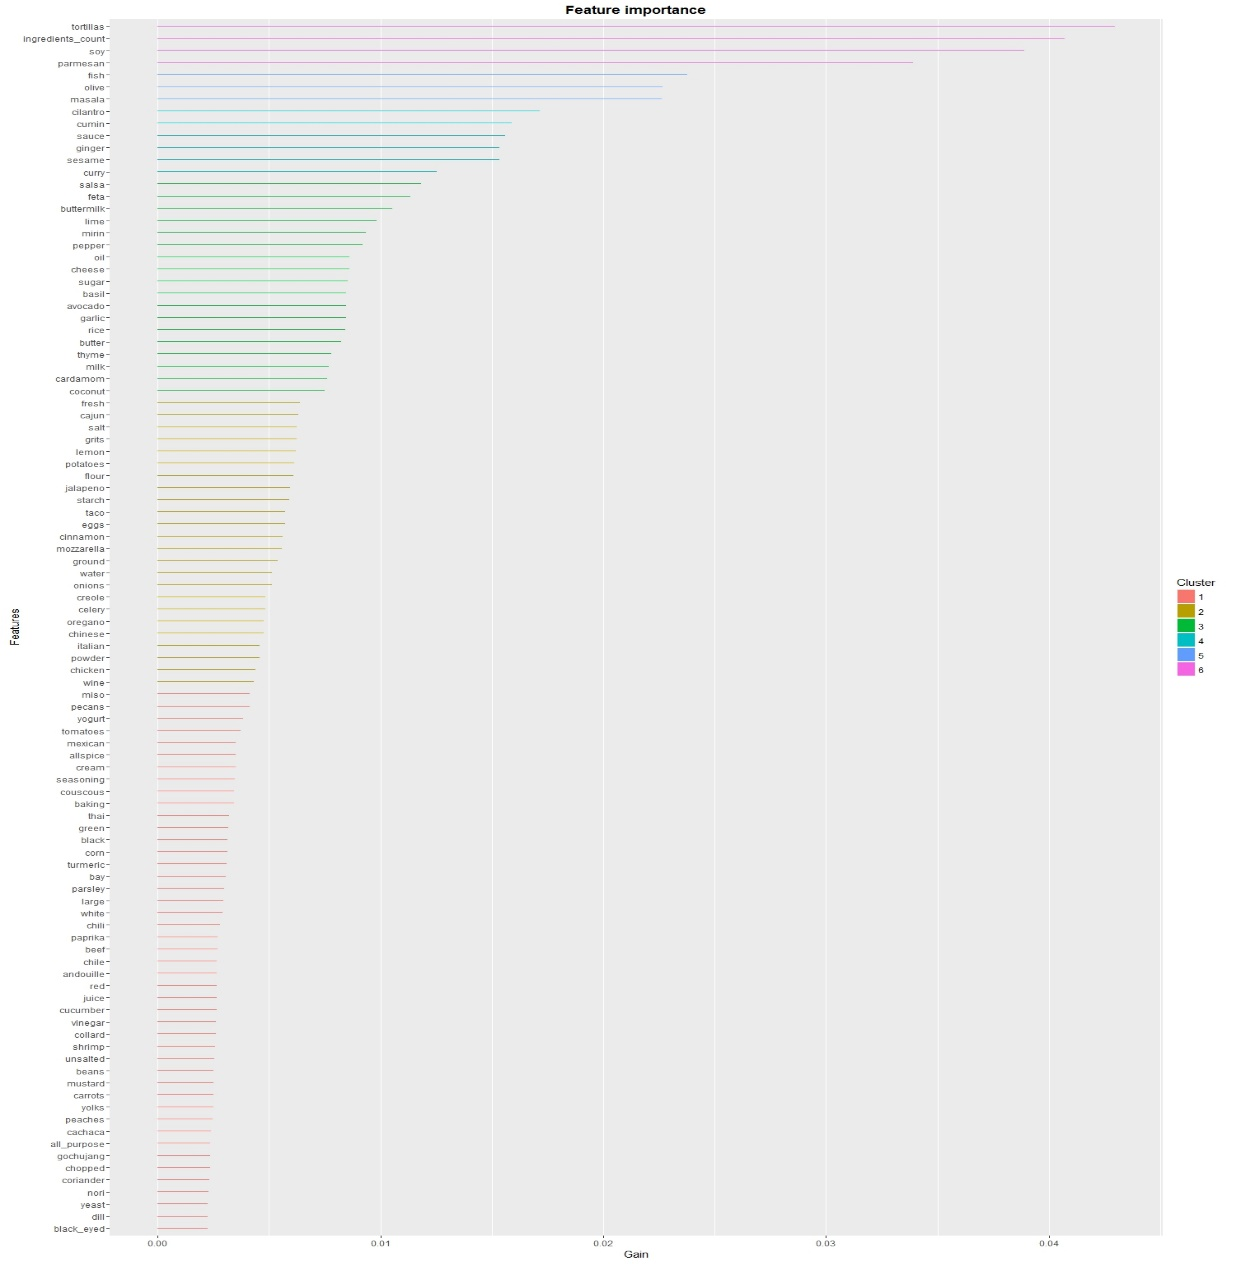 Feature importance
tortillas
ingredients_count
soy
parmesan
fish
olive
masala
cilantro
cumin
sauce
ginger
sesame
curry
salsa
feta
buttermilk
lime
mirin
pepper
oil
cheese
sugar
basil
avocado
garlic
rice
butter
thyme
milk
cardamom
coconut
fresh
cajun
salt
grits
lemon
potatoes
flour
jalapeno
starch
taco
eggs
cinnamon
mozzarella
ground
water
onions
creole
celery
oregano
chinese
italian
powder
chicken
wine
miso
pecans
yogurt
tomatoes
mexican
allspice
cream
seasoning
couscous
baking
thai
green
black
corn
turmeric
bay
parsley
large
white
chili
paprika
beef
chile
andouille
red
juice
cucumber
vinegar
collard
shrimp
unsalted
beans
mustard
carrots
yolks
peaches
cachaca
all_purpose
gochujang
chopped
coriander
nori
yeast
dill
black_eyed
Features
0.00 0.01 0.02 0.03 0.04
Gain
Cluster
1
2
3
4
5
6